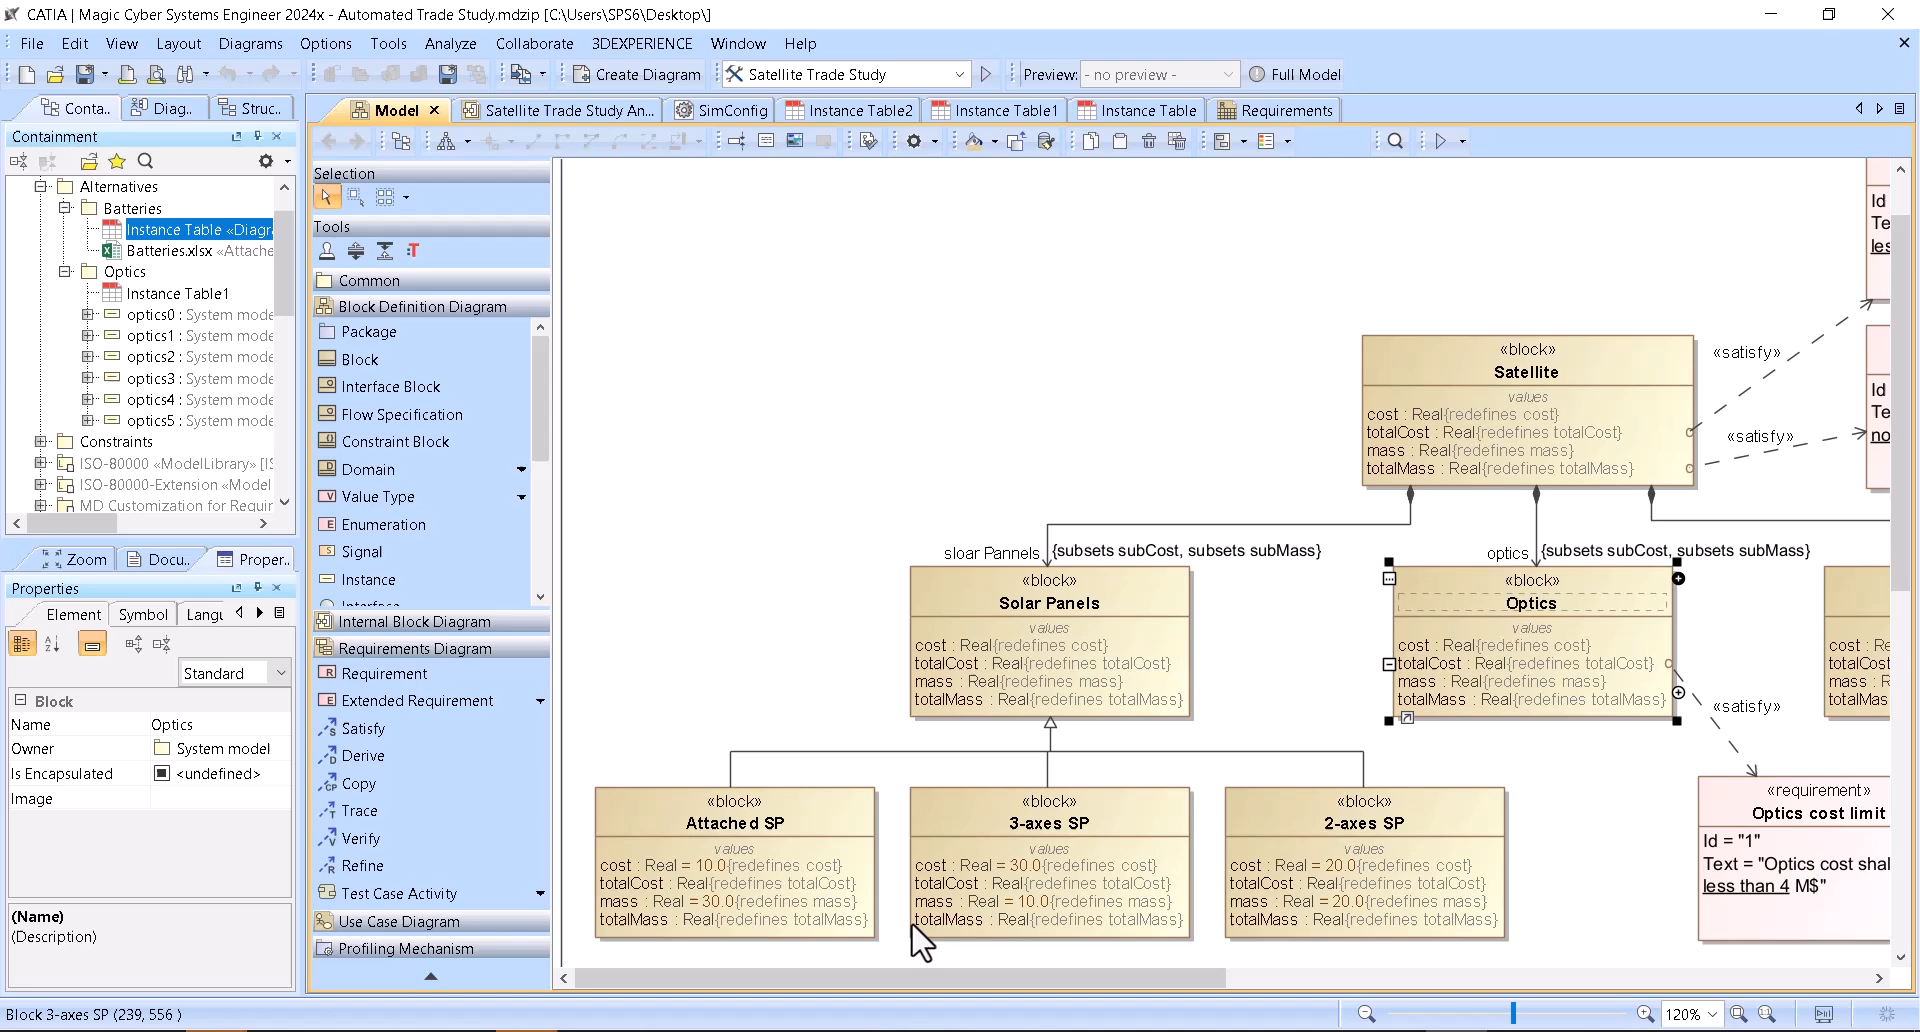 CATIA | Magic Cyber Systems Engineer 2024x - Automated Trade Study.mdzip [C:\Users\SPS6\Desktop\]
File Edit View Layout Diagrams Options Tools Analyze Collaborate 3DEXPERIENCE Window Help
Create Diagram Satellite Trade Study Preview: - no preview - Full Model
Conta.. Diag.. Struc...
Model Satellite Trade Study An... SimConfig Instance Table2 Instance Table1 Instance Table Requirements
Containment
Alternatives
Batteries
Instance Table «Diagr
Batteries.xlsx «Attache
Optics
Instance Table1
optics0 : System mode
optics1 : System mode
optics2 : System mode
optics3 : System mode
optics4 : System mode
optics5 : System mode
Constraints
ISO-80000 «ModelLibrary» [IS
ISO-80000-Extension «Model
MD Customization for Requir
Zoom Docu.. Proper..
Properties
Element Symbol Langu
Standard
Block
Name Optics
Owner System model
Is Encapsulated <undefined>
Image
(Name)
(Description)
Selection
Tools
Common
Block Definition Diagram
Package
Block
Interface Block
Flow Specification
Constraint Block
Domain
Value Type
Enumeration
Signal
Instance
Interface
Internal Block Diagram
Requirements Diagram
Requirement
Extended Requirement
Satisfy
Derive
Copy
Trace
Verify
Refine
Test Case Activity
Use Case Diagram
Profiling Mechanism
«block»
Satellite
values
cost : Real{redefines cost}
totalCost : Real{redefines totalCost}
mass : Real{redefines mass}
totalMass : Real{redefines totalMass}
«satisfy»
«satisfy»
Id
Te
les
Id
Te
no
sloar Pannels {subsets subCost, subsets subMass}
optics {subsets subCost, subsets subMass}
«block»
Solar Panels
values
cost : Real{redefines cost}
totalCost : Real{redefines totalCost}
mass : Real{redefines mass}
totalMass : Real{redefines totalMass}
«block»
Optics
values
cost : Real{redefines cost}
totalCost : Real{redefines totalCost}
mass : Real{redefines mass}
totalMass : Real{redefines totalMass}
cost : Re
totalCost
mass : R
totalMas
«satisfy»
«block»
Attached SP
values
cost : Real = 10.0{redefines cost}
totalCost : Real{redefines totalCost}
mass : Real = 30.0{redefines mass}
totalMass : Real{redefines totalMass}
«block»
3-axes SP
values
cost : Real = 30.0{redefines cost}
totalCost : Real{redefines totalCost}
mass : Real = 10.0{redefines mass}
totalMass : Real{redefines totalMass}
«block»
2-axes SP
values
cost : Real = 20.0{redefines cost}
totalCost : Real{redefines totalCost}
mass : Real = 20.0{redefines mass}
totalMass : Real{redefines totalMass}
«requirement»
Optics cost limit
Id = "1"
Text = "Optics cost shal
less than 4 M$"
Block 3-axes SP (239, 556 )
120%